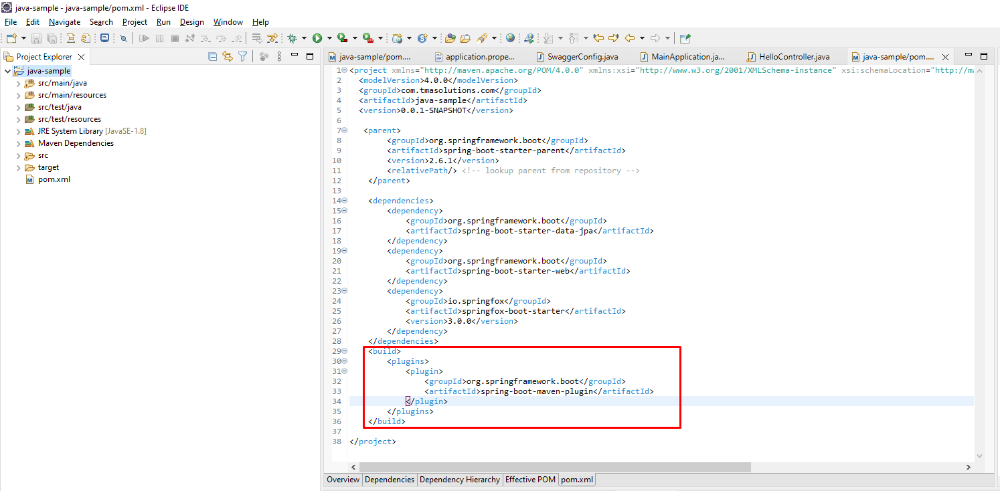 java-sample - java-sample/pom.xml - Eclipse IDE
File Edit Navigate Search Project Run Design Window Help
Project Explorer
java-sample/pom.... application.prope... SwaggerConfig.java MainApplication.ja... HelloController.java java-sample/pom....
java-sample
src/main/java
src/main/resources
src/test/java
src/test/resources
JRE System Library [JavaSE-1.8]
Maven Dependencies
src
target
pom.xml
1 <project xmlns="http://maven.apache.org/POM/4.0.0" xmlns:xsi="http://www.w3.org/2001/XMLSchema-instance" xsi:schemaLocation="http://ma
2 <modelVersion>4.0.0</modelVersion>
3 <groupId>com.tmasolutions.com</groupId>
4 <artifactId>java-sample</artifactId>
5 <version>0.0.1-SNAPSHOT</version>
6
7 <parent>
8 <groupId>org.springframework.boot</groupId>
9 <artifactId>spring-boot-starter-parent</artifactId>
10 <version>2.6.1</version>
11 <relativePath/> <!-- lookup parent from repository -->
12 </parent>
13
14 <dependencies>
15 <dependency>
16 <groupId>org.springframework.boot</groupId>
17 <artifactId>spring-boot-starter-data-jpa</artifactId>
18 </dependency>
19 <dependency>
20 <groupId>org.springframework.boot</groupId>
21 <artifactId>spring-boot-starter-web</artifactId>
22 </dependency>
23 <dependency>
24 <groupId>io.springfox</groupId>
25 <artifactId>springfox-boot-starter</artifactId>
26 <version>3.0.0</version>
27 </dependency>
28 </dependencies>
29 <build>
30 <plugins>
31 <plugin>
32 <groupId>org.springframework.boot</groupId>
33 <artifactId>spring-boot-maven-plugin</artifactId>
34 </plugin>
35 </plugins>
36 </build>
37
38 </project>
Overview Dependencies Dependency Hierarchy Effective POM pom.xml